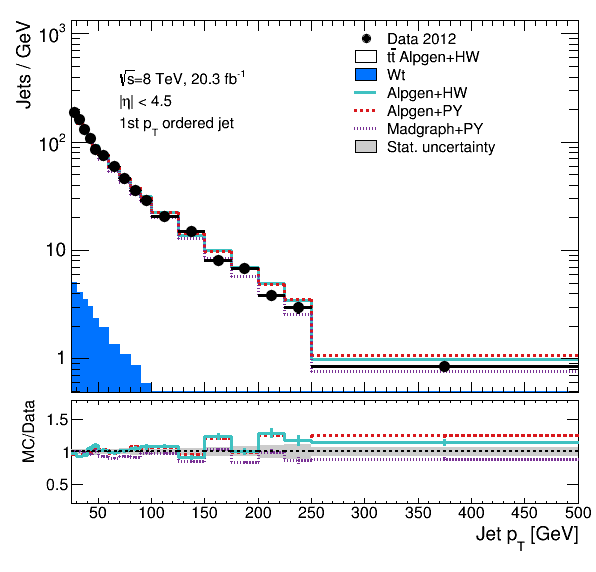 Jets / GeV
10³
10²
10
1
√s=8 TeV, 20.3 fb⁻¹
|η| < 4.5
1st p_T ordered jet
Data 2012
tt̄ Alpgen+HW
Wt
Alpgen+HW
Alpgen+PY
Madgraph+PY
Stat. uncertainty
MC/Data
1.5
1
0.5
50 100 150 200 250 300 350 400 450 500
Jet p_T [GeV]